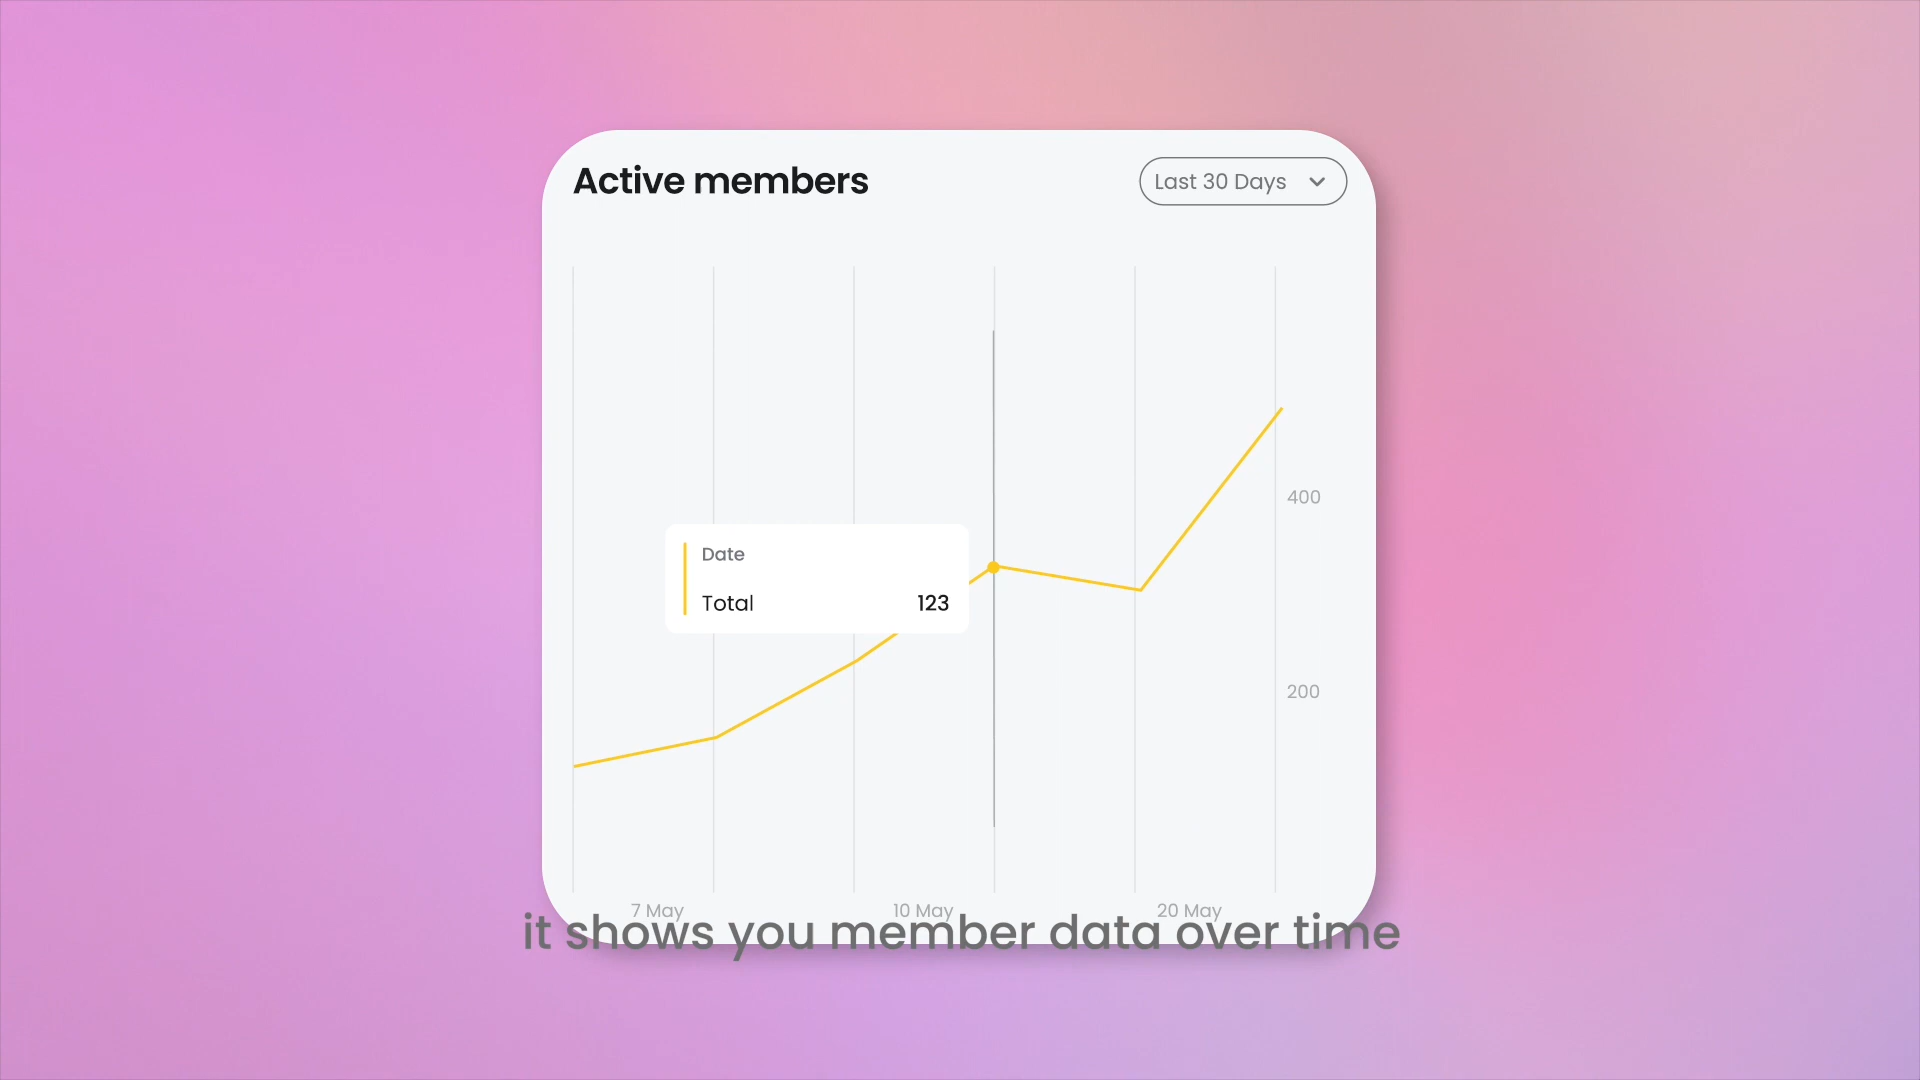 Active members
Last 30 Days
400
Date
Total 123
200
7 May 10 May 20 May
it shows you member data over time